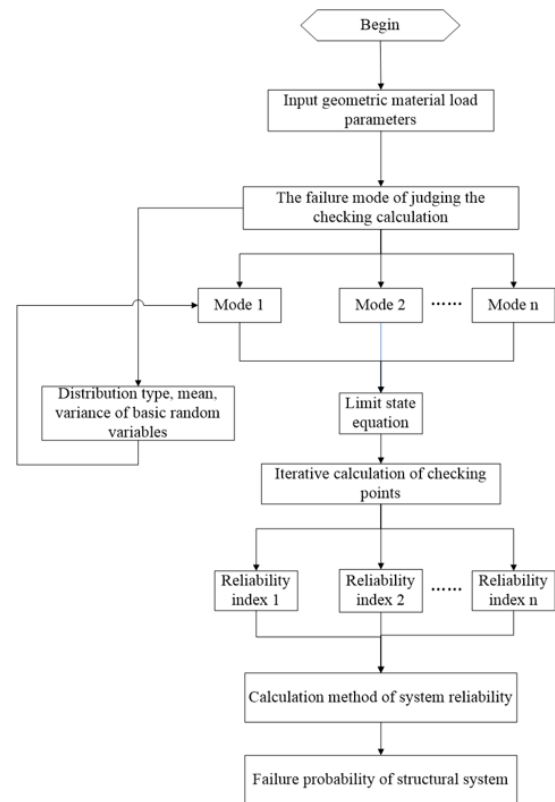 Begin
Input geometric material load
parameters
The failure mode of judging the
checking calculation
Mode 1
Mode 2
······
Mode n
Distribution type, mean,
variance of basic random
variables
Limit state
equation
Iterative calculation of checking
points
Reliability
index 1
Reliability
index 2
······
Reliability
index n
Calculation method of system reliability
Failure probability of structural system